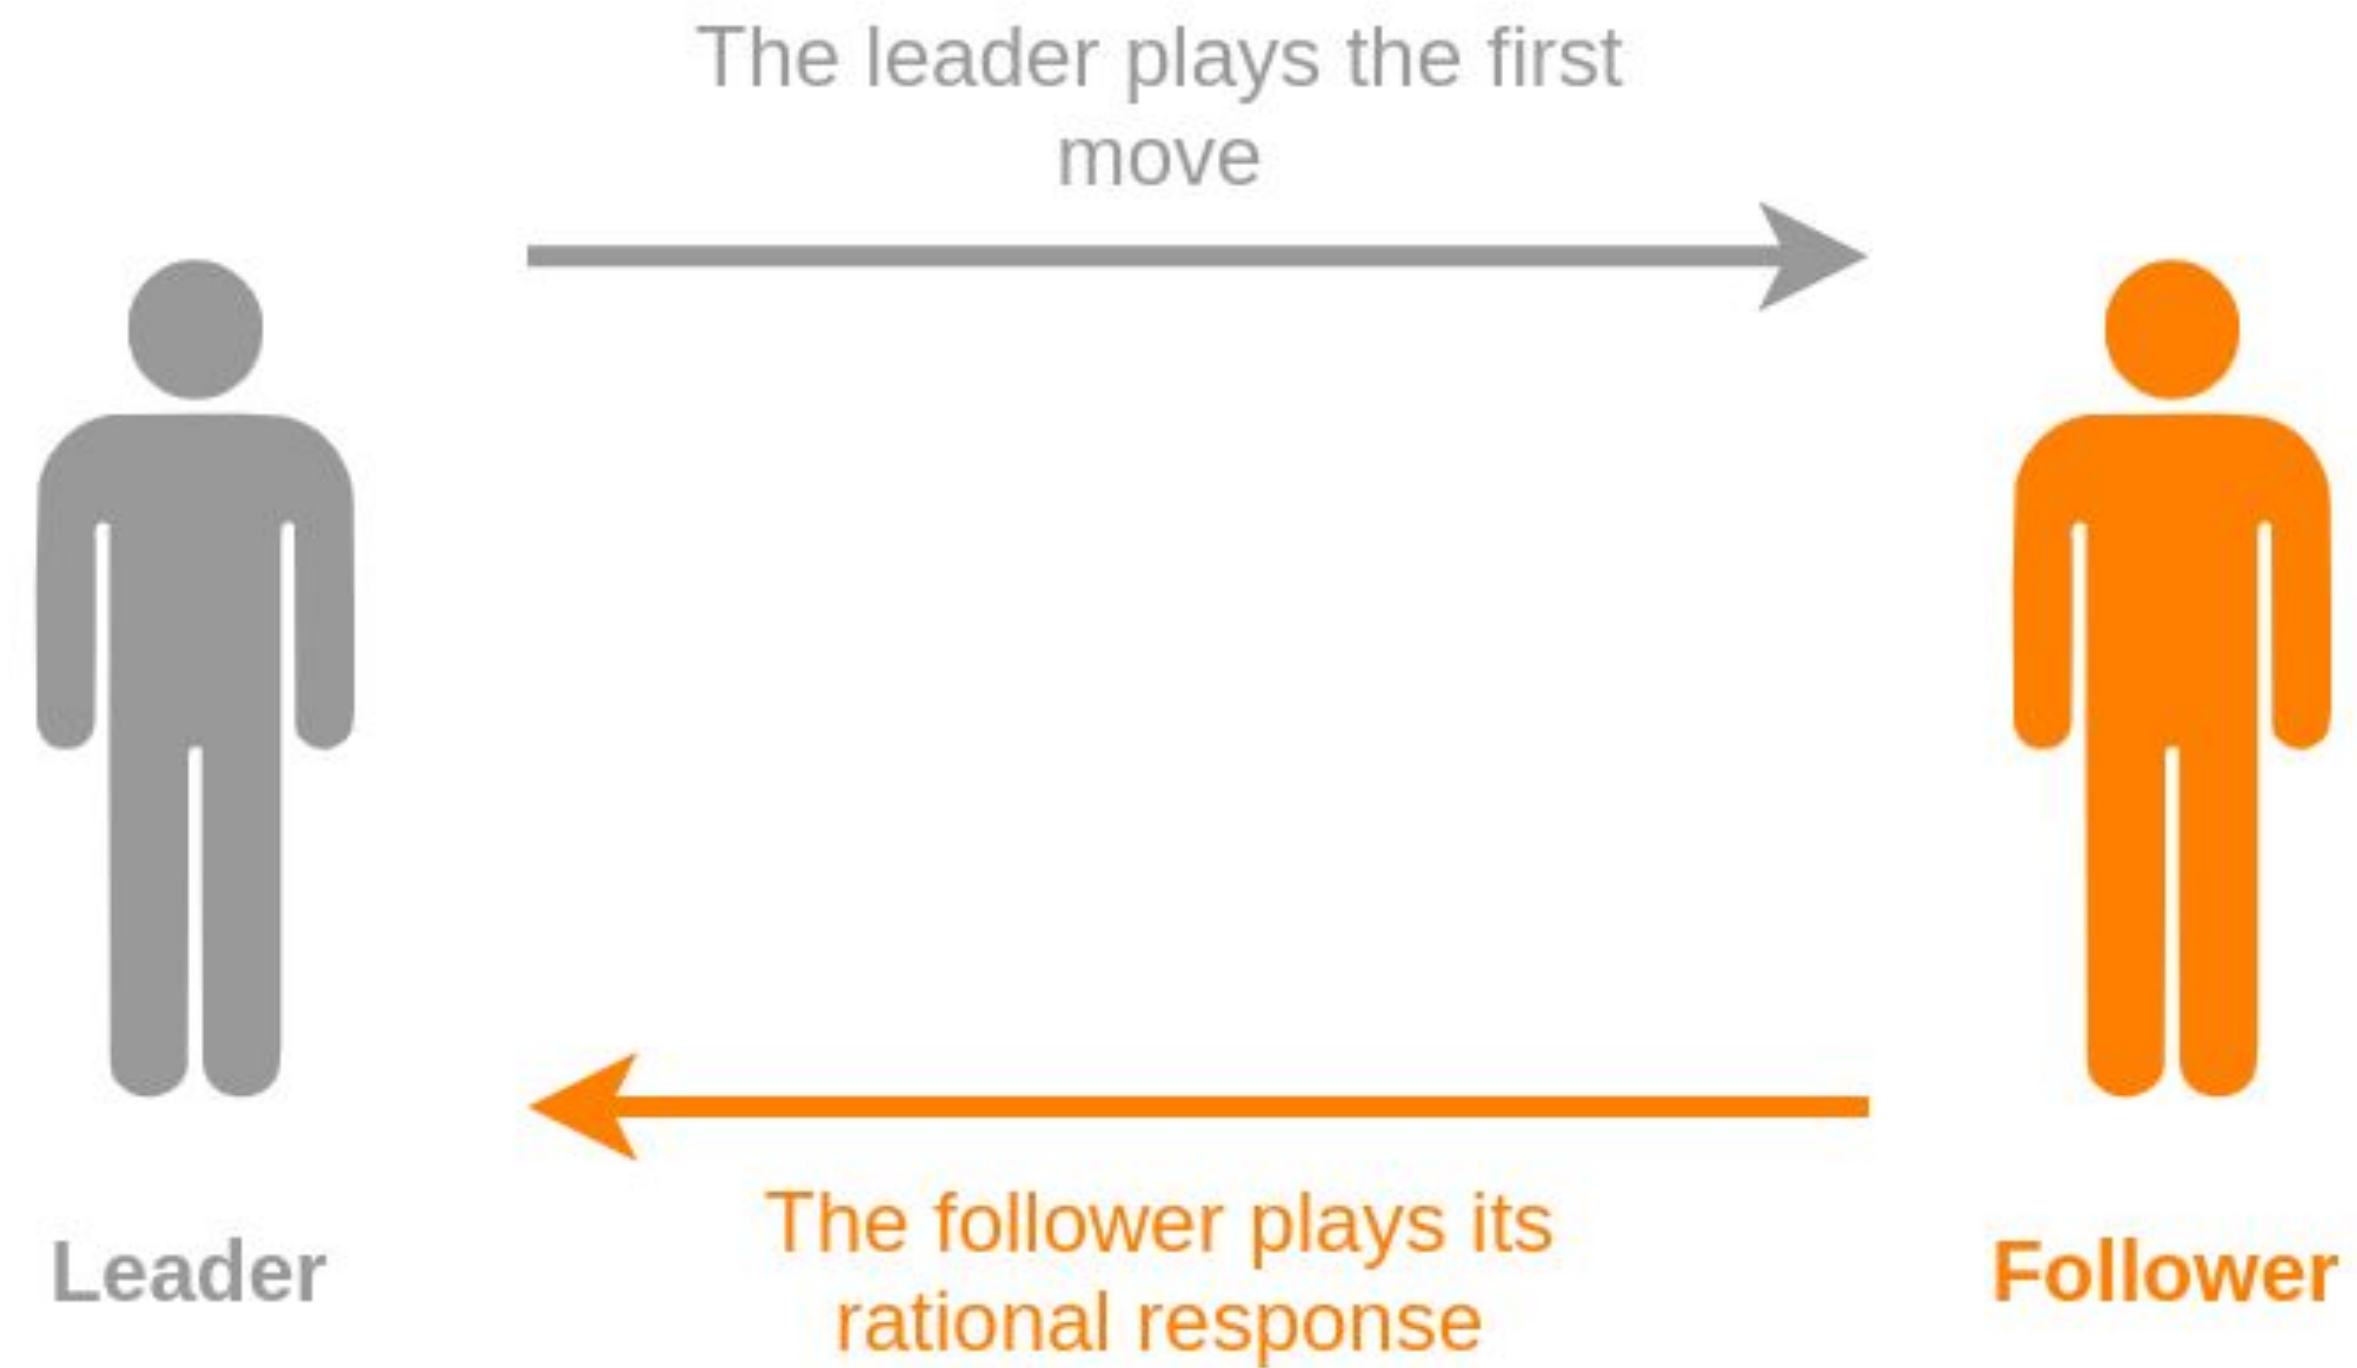 The leader plays the first
move
The follower plays its
rational response
Leader
Follower